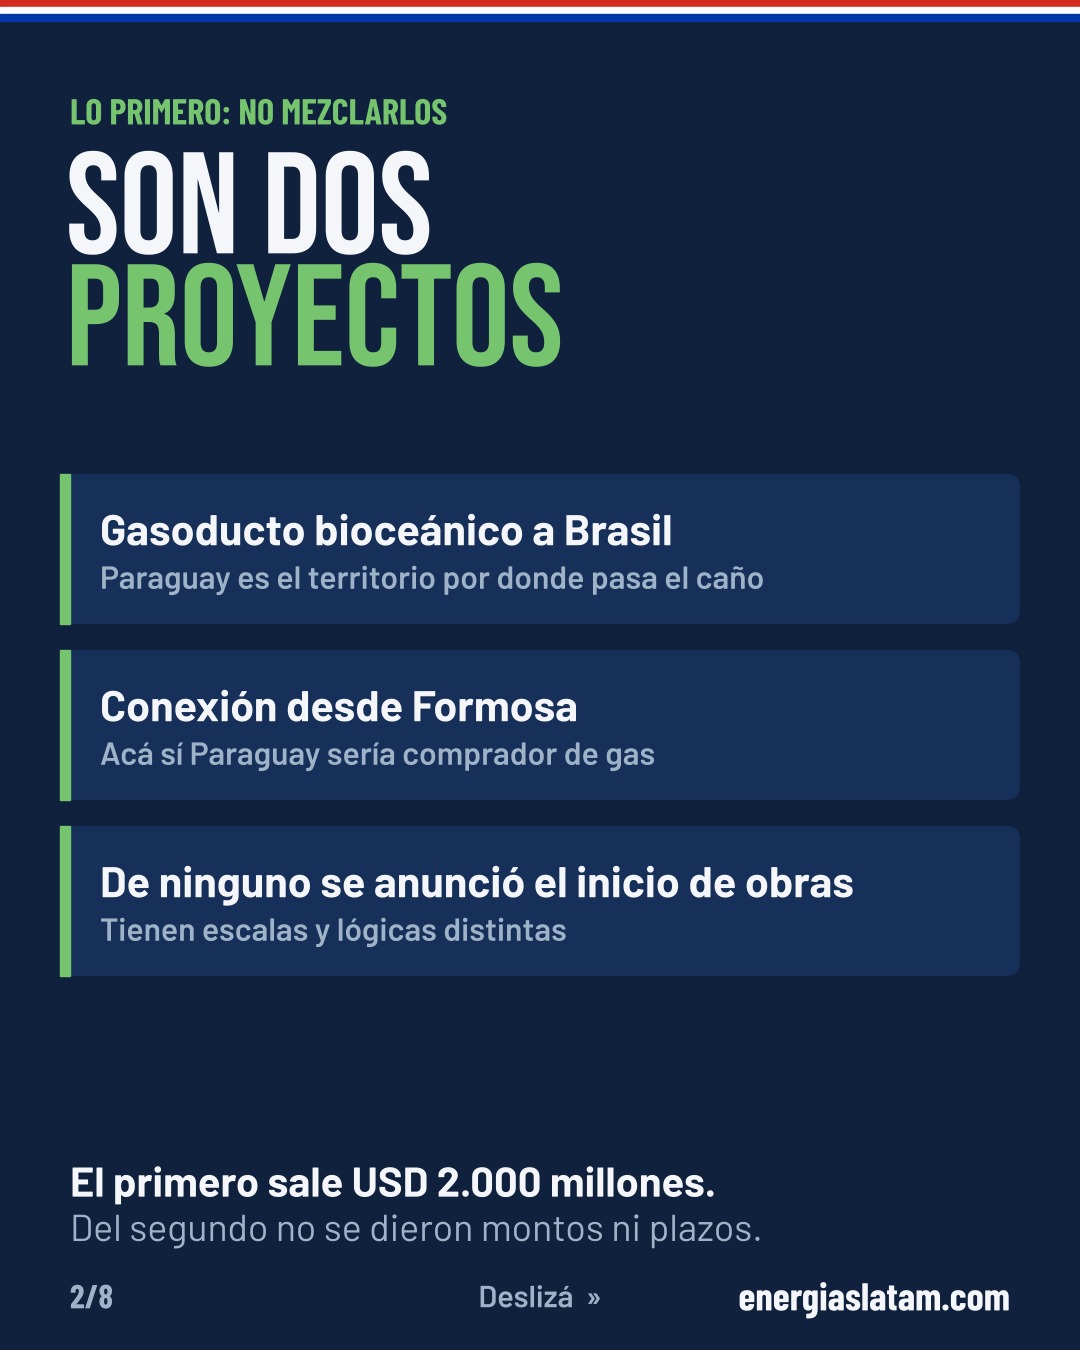 LO PRIMERO: NO MEZCLARLOS
SON DOS
PROYECTOS
Gasoducto bioceánico a Brasil
Paraguay es el territorio por donde pasa el caño
Conexión desde Formosa
Acá sí Paraguay sería comprador de gas
De ninguno se anunció el inicio de obras
Tienen escalas y lógicas distintas
El primero sale USD 2.000 millones.
Del segundo no se dieron montos ni plazos.
2/8
Deslizá »
energiaslatam.com